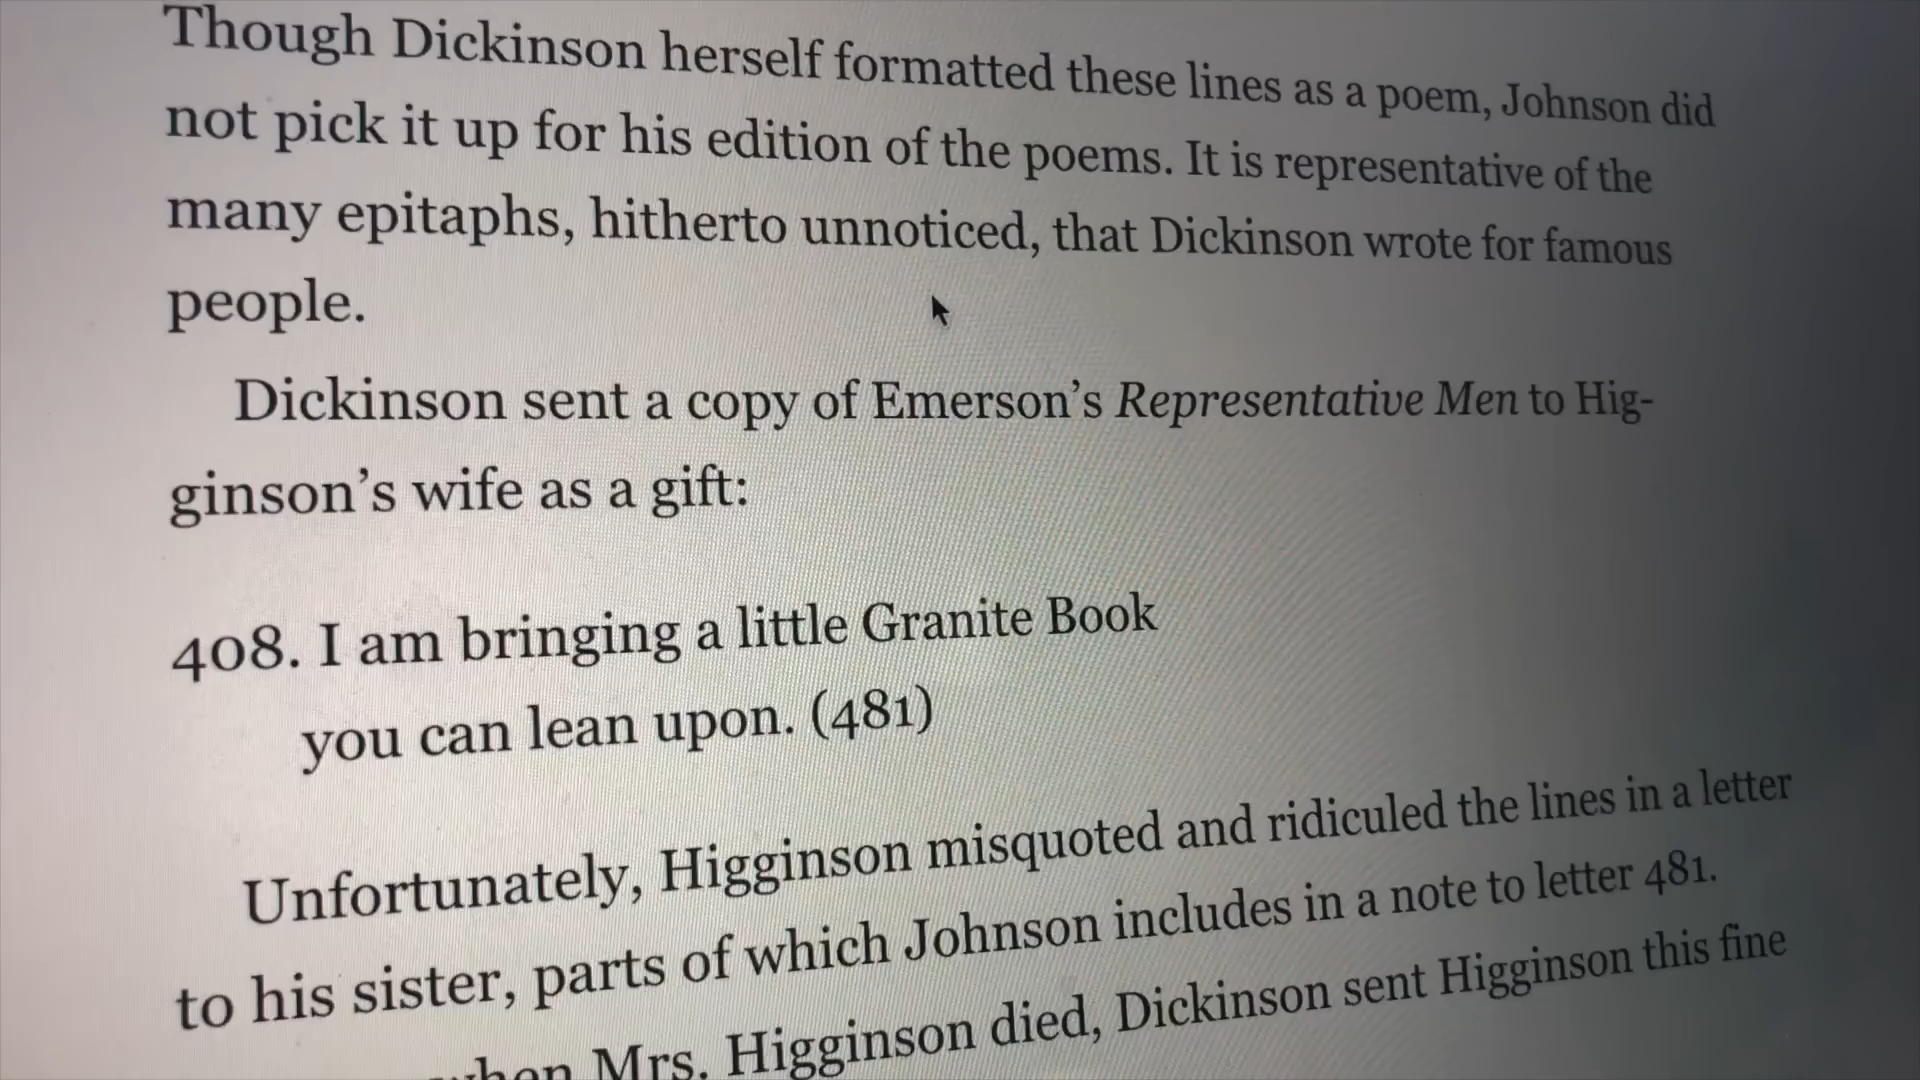 Though Dickinson herself formatted these lines as a poem, Johnson did
not pick it up for his edition of the poems. It is representative of the
many epitaphs, hitherto unnoticed, that Dickinson wrote for famous
people.
Dickinson sent a copy of Emerson’s Representative Men to Hig-
ginson’s wife as a gift:
408. I am bringing a little Granite Book
you can lean upon. (481)
Unfortunately, Higginson misquoted and ridiculed the lines in a letter
to his sister, parts of which Johnson includes in a note to letter 481.
when Mrs. Higginson died, Dickinson sent Higginson this fine